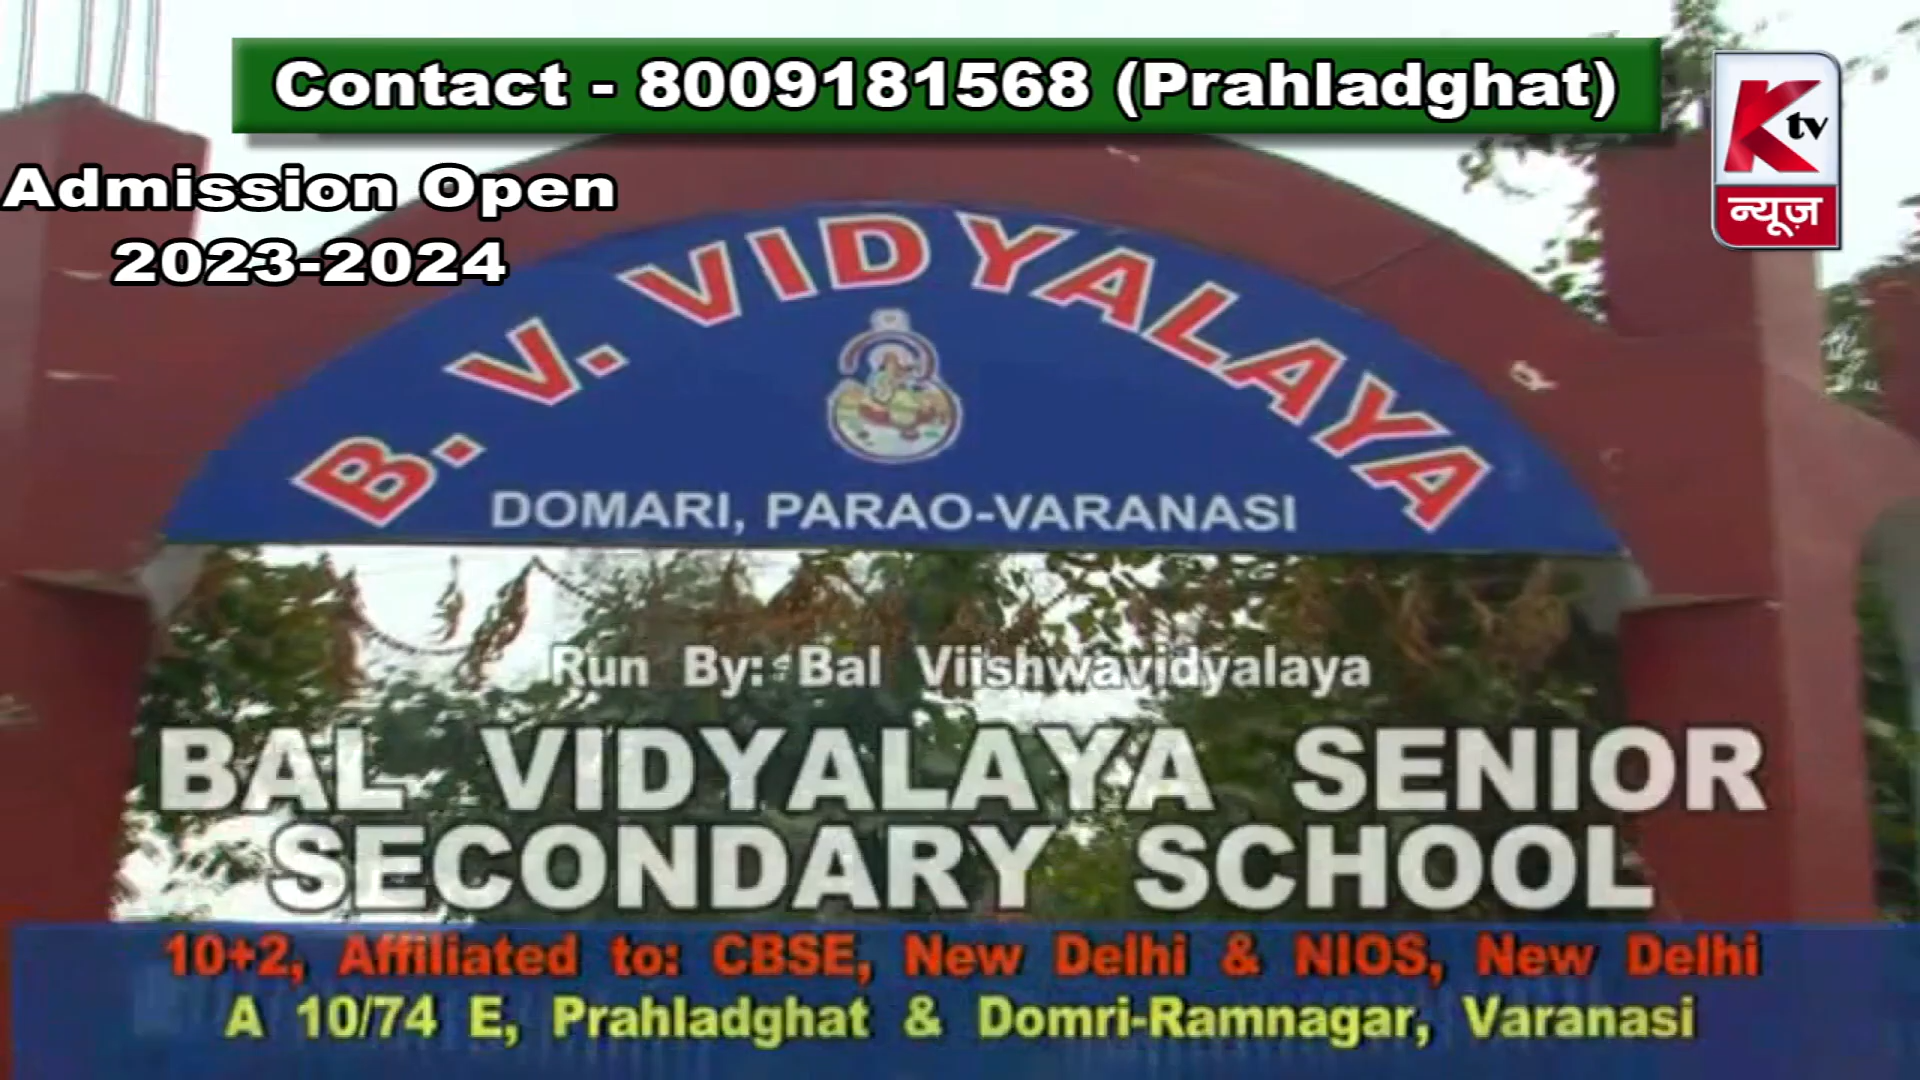 Contact - 8009181568 (Prahladghat)
K tv
न्यूज़
Admission Open
2023-2024
B. V. VIDYALAYA
DOMARI, PARAO-VARANASI
Run By: Bal Viishwavidyalaya
BAL VIDYALAYA SENIOR
SECONDARY SCHOOL
10+2, Affiliated to: CBSE, New Delhi & NIOS, New Delhi
A 10/74 E, Prahladghat & Domri-Ramnagar, Varanasi